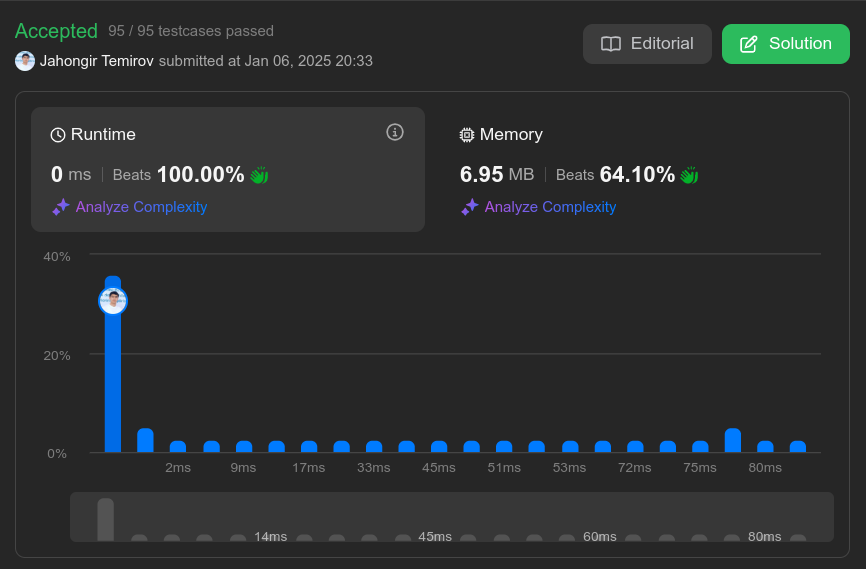 Accepted 95 / 95 testcases passed
Jahongir Temirov submitted at Jan 06, 2025 20:33
Editorial
Solution
Runtime
0 ms Beats 100.00%
Analyze Complexity
Memory
6.95 MB Beats 64.10%
Analyze Complexity
40%
20%
0%
2ms 9ms 17ms 33ms 45ms 51ms 53ms 72ms 75ms 80ms
14ms 45ms 60ms 80ms